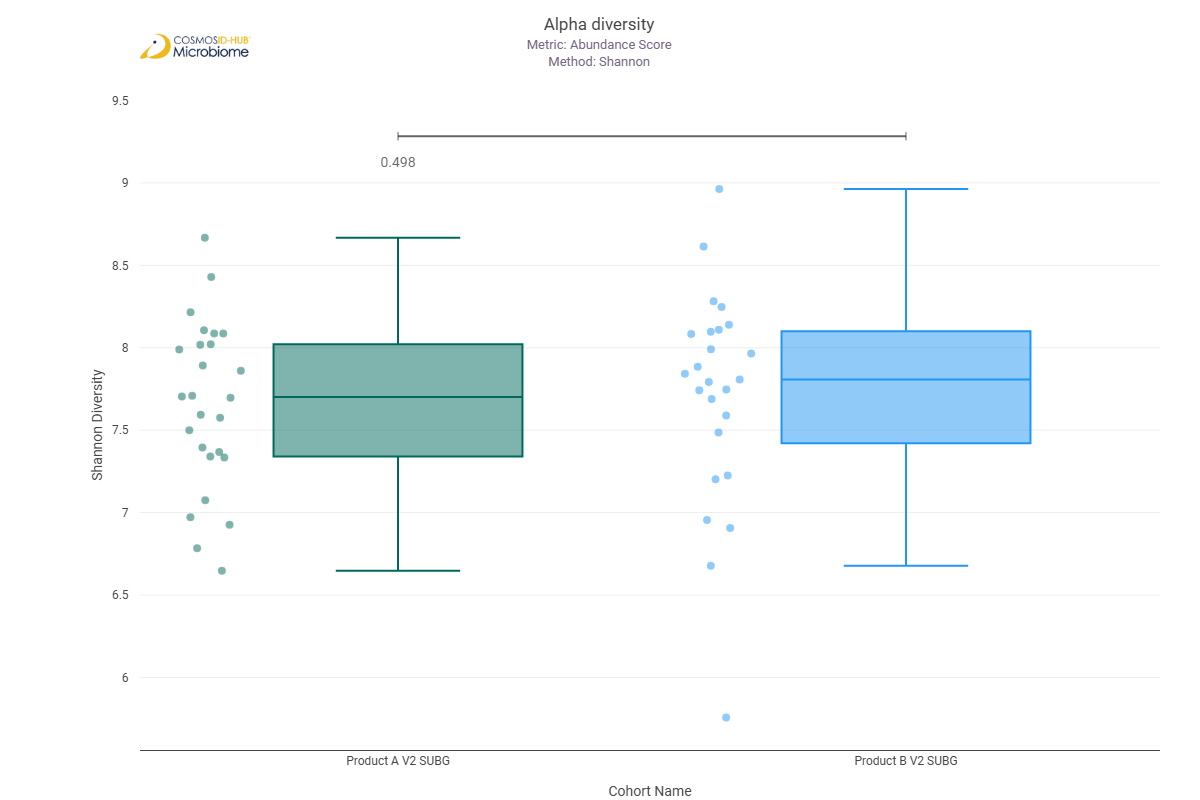 Alpha diversity
COSMOSID-HUB
Microbiome
Metric: Abundance Score
Method: Shannon
9.5
0.498
9
8.5
8
7.5
7
6.5
6
Shannon Diversity
Product A V2 SUBG
Product B V2 SUBG
Cohort Name